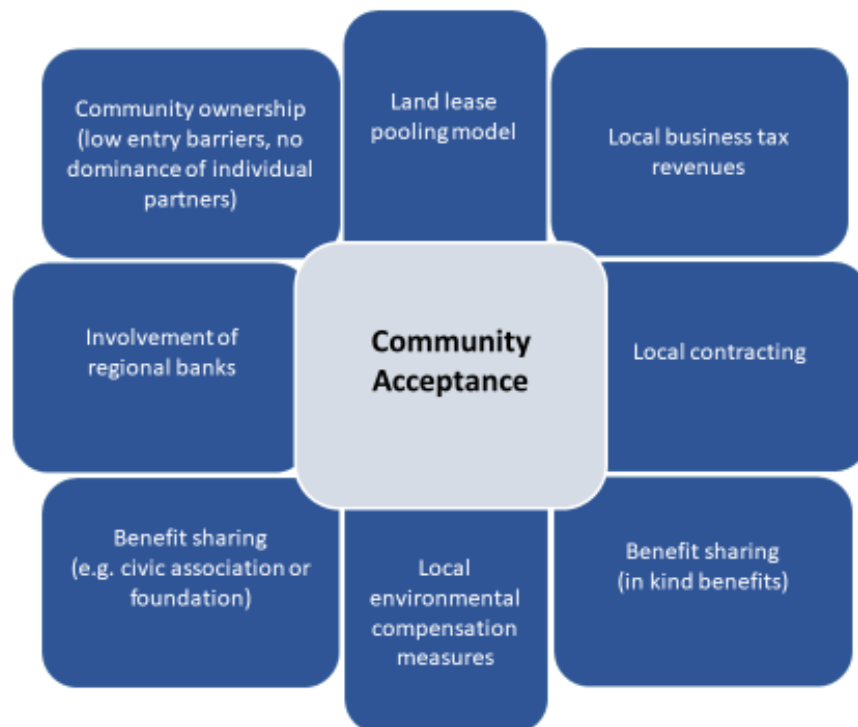 Community ownership
(low entry barriers, no
dominance of individual
partners)
Land lease
pooling model
Local business tax
revenues
Involvement of
regional banks
Community
Acceptance
Local contracting
Benefit sharing
(e.g. civic association or
foundation)
Local
environmental
compensation
measures
Benefit sharing
(in kind benefits)